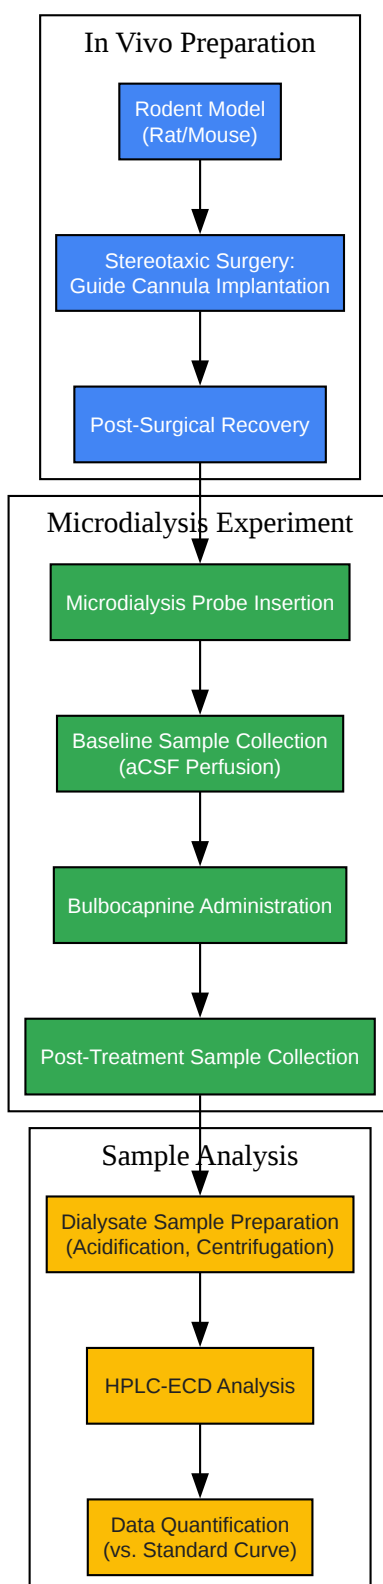 In Vivo Preparation
Rodent Model
(Rat/Mouse)
Stereotaxic Surgery:
Guide Cannula Implantation
Post-Surgical Recovery
Microdialysis Experiment
Microdialysis Probe Insertion
Baseline Sample Collection
(aCSF Perfusion)
Bulbocapnine Administration
Post-Treatment Sample Collection
Sample Analysis
Dialysate Sample Preparation
(Acidification, Centrifugation)
HPLC-ECD Analysis
Data Quantification
(vs. Standard Curve)